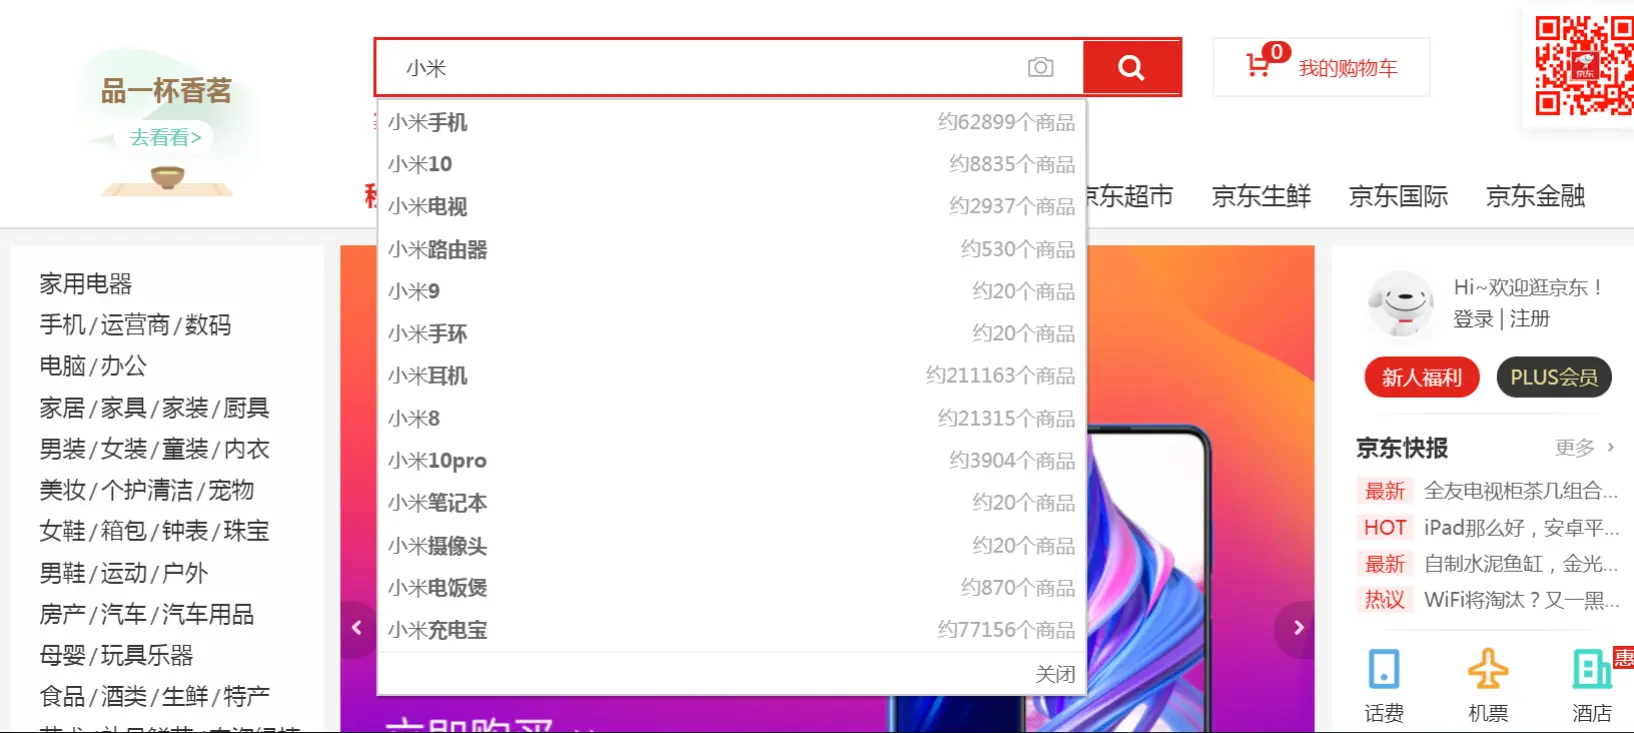 品一杯香茗
去看看>
小米
0
我的购物车
京东
小米手机 约62899个商品
小米10 约8835个商品
小米电视 约2937个商品
小米路由器 约530个商品
小米9 约20个商品
小米手环 约20个商品
小米耳机 约211163个商品
小米8 约21315个商品
小米10pro 约3904个商品
小米笔记本 约20个商品
小米摄像头 约20个商品
小米电饭煲 约870个商品
小米充电宝 约77156个商品
关闭
京东超市 京东生鲜 京东国际 京东金融
家用电器
手机/运营商/数码
电脑/办公
家居/家具/家装/厨具
男装/女装/童装/内衣
美妆/个护清洁/宠物
女鞋/箱包/钟表/珠宝
男鞋/运动/户外
房产/汽车/汽车用品
母婴/玩具乐器
食品/酒类/生鲜/特产
立即购买
Hi~欢迎逛京东！
登录 | 注册
新人福利 PLUS会员
京东快报 更多 >
最新 全友电视柜茶几组合...
HOT iPad那么好，安卓平...
最新 自制水泥鱼缸，金光...
热议 WiFi将淘汰？又一黑...
惠
话费 机票 酒店